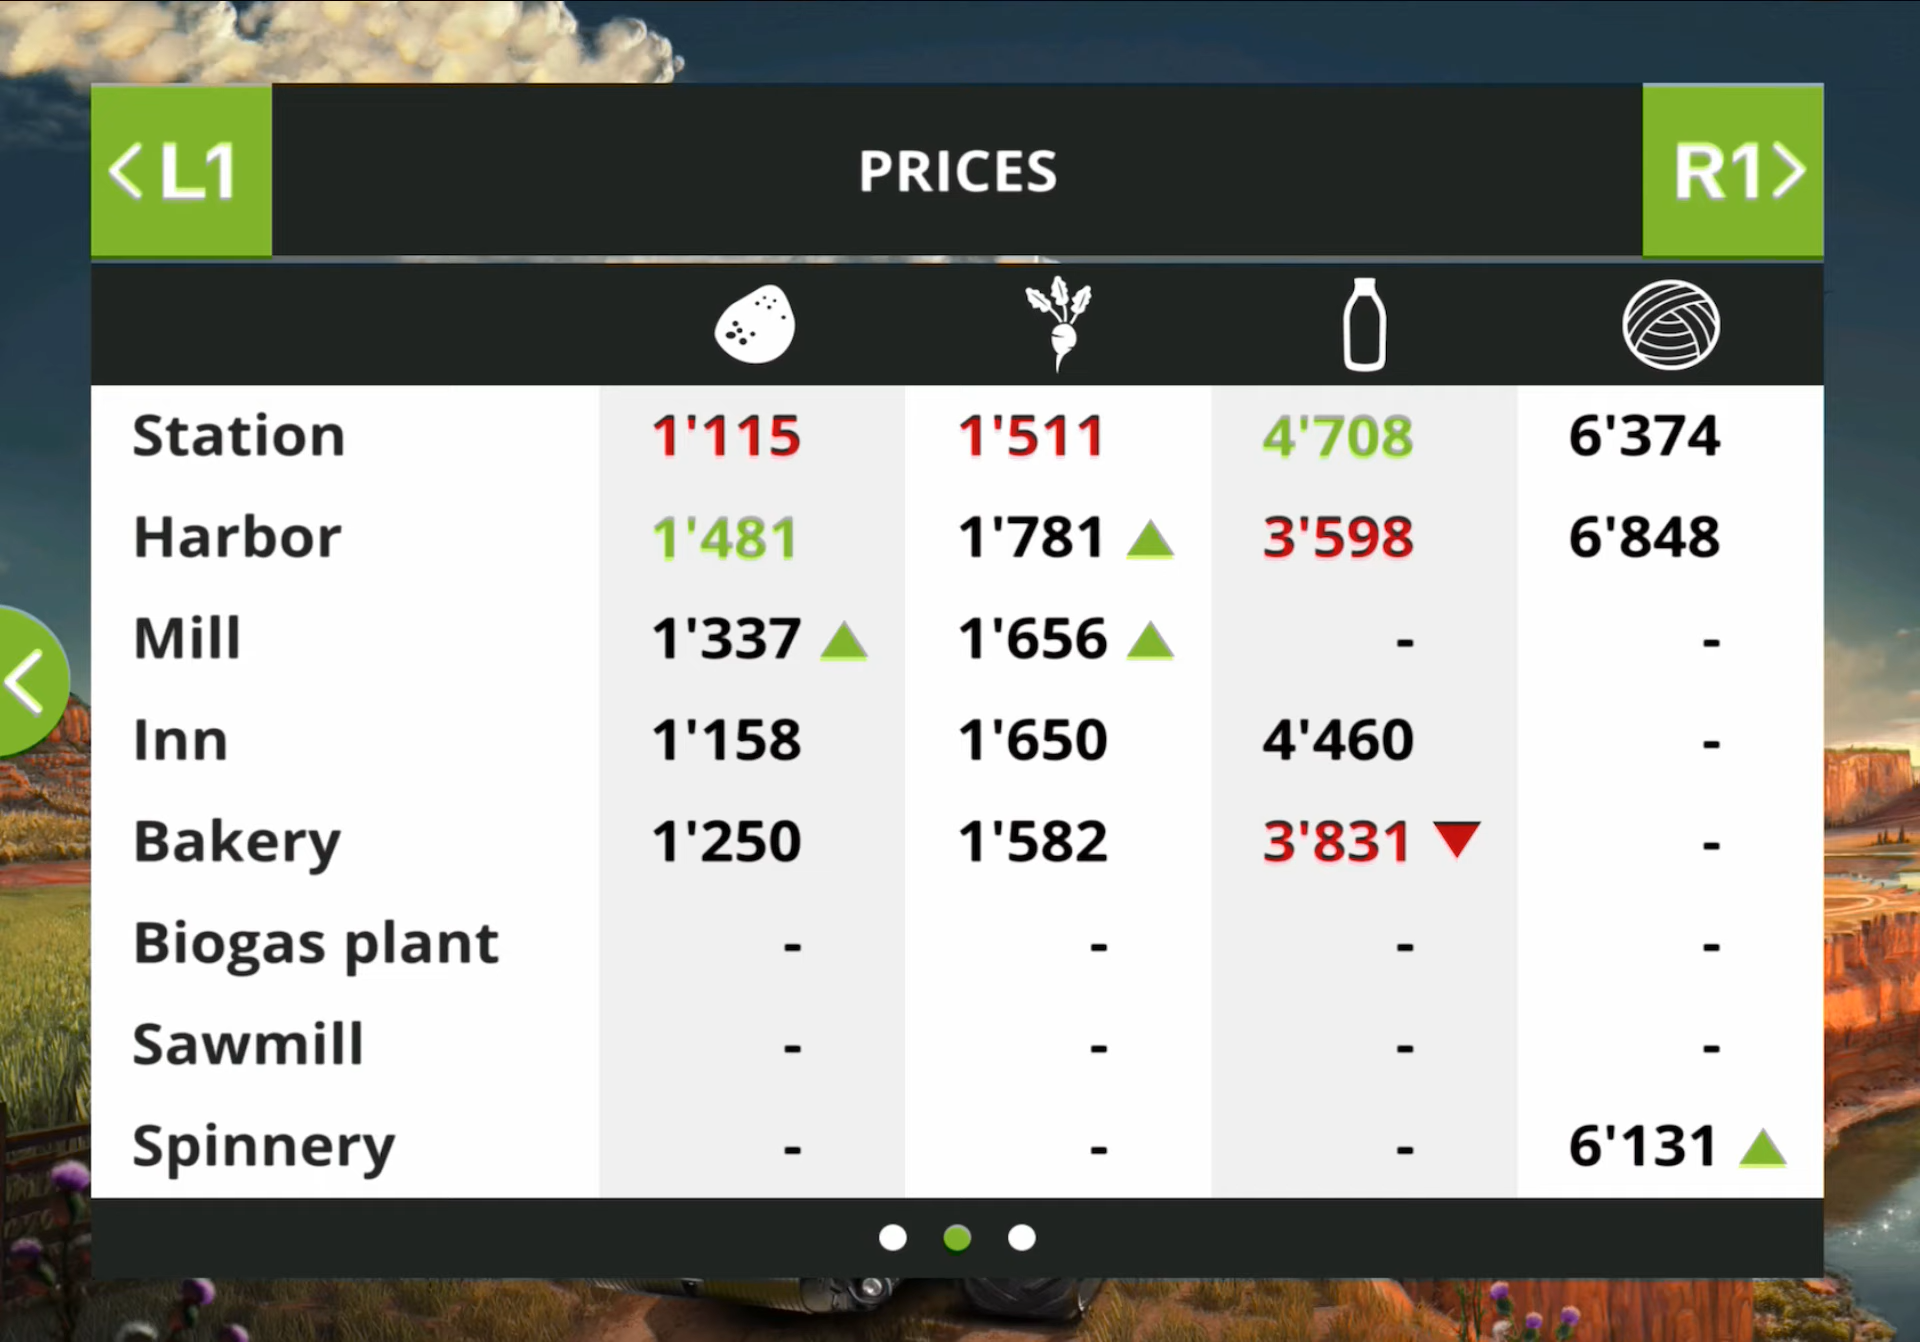 L1 PRICES R1
Station 1'115 1'511 4'708 6'374
Harbor 1'481 1'781 3'598 6'848
Mill 1'337 1'656 - -
Inn 1'158 1'650 4'460 -
Bakery 1'250 1'582 3'831 -
Biogas plant - - - -
Sawmill - - - -
Spinnery - - - 6'131